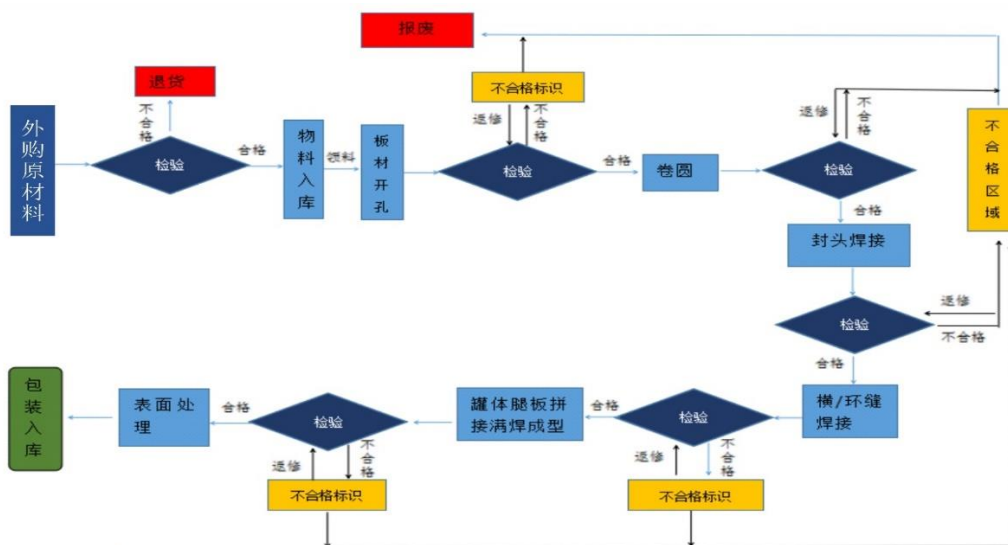 报废
退货
不合格标识
返修
不合格
返修
不合格
不合格区域
外购原材料
不合格
检验
合格
物料入库
领料
板材开孔
检验
合格
卷圆
检验
合格
封头焊接
返修
检验
不合格
合格
包装入库
表面处理
合格
检验
罐体腿板拼接满焊成型
合格
检验
横/环缝焊接
返修
不合格
返修
不合格
不合格标识
不合格标识